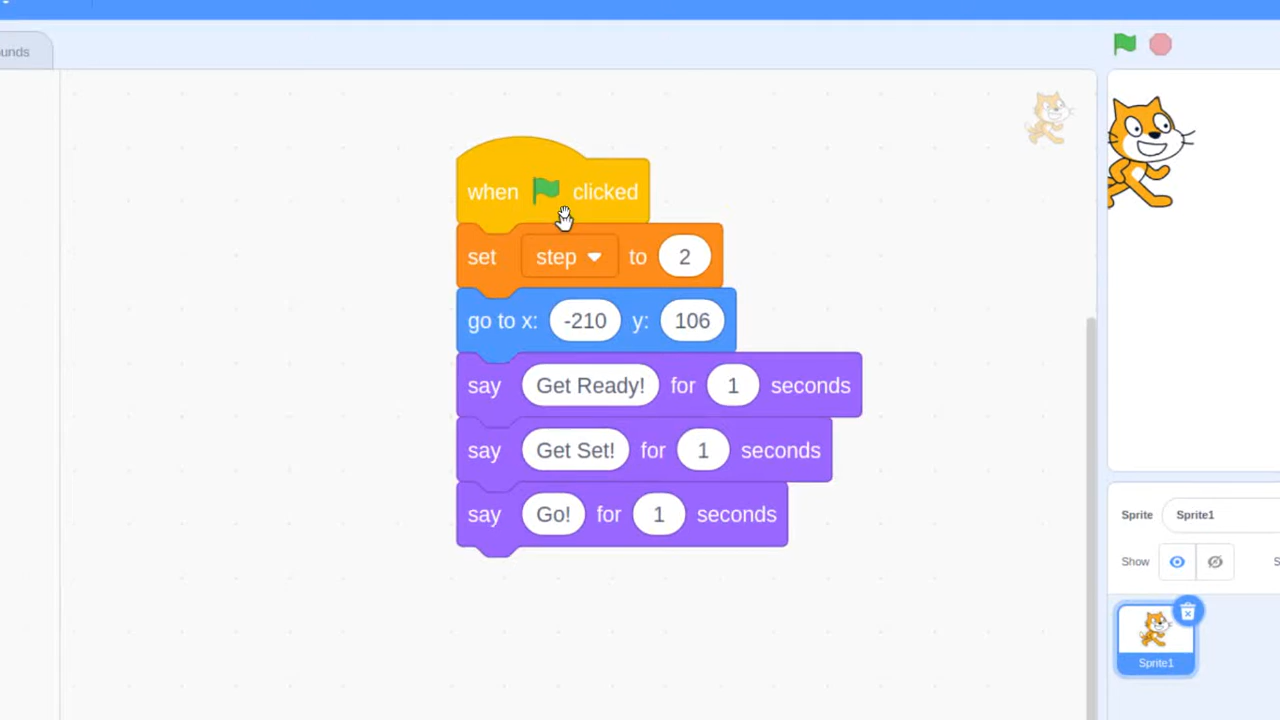 unds
when clicked
set step to 2
go to x: -210 y: 106
say Get Ready! for 1 seconds
say Get Set! for 1 seconds
say Go! for 1 seconds
Sprite Sprite1
Show S
Sprite1